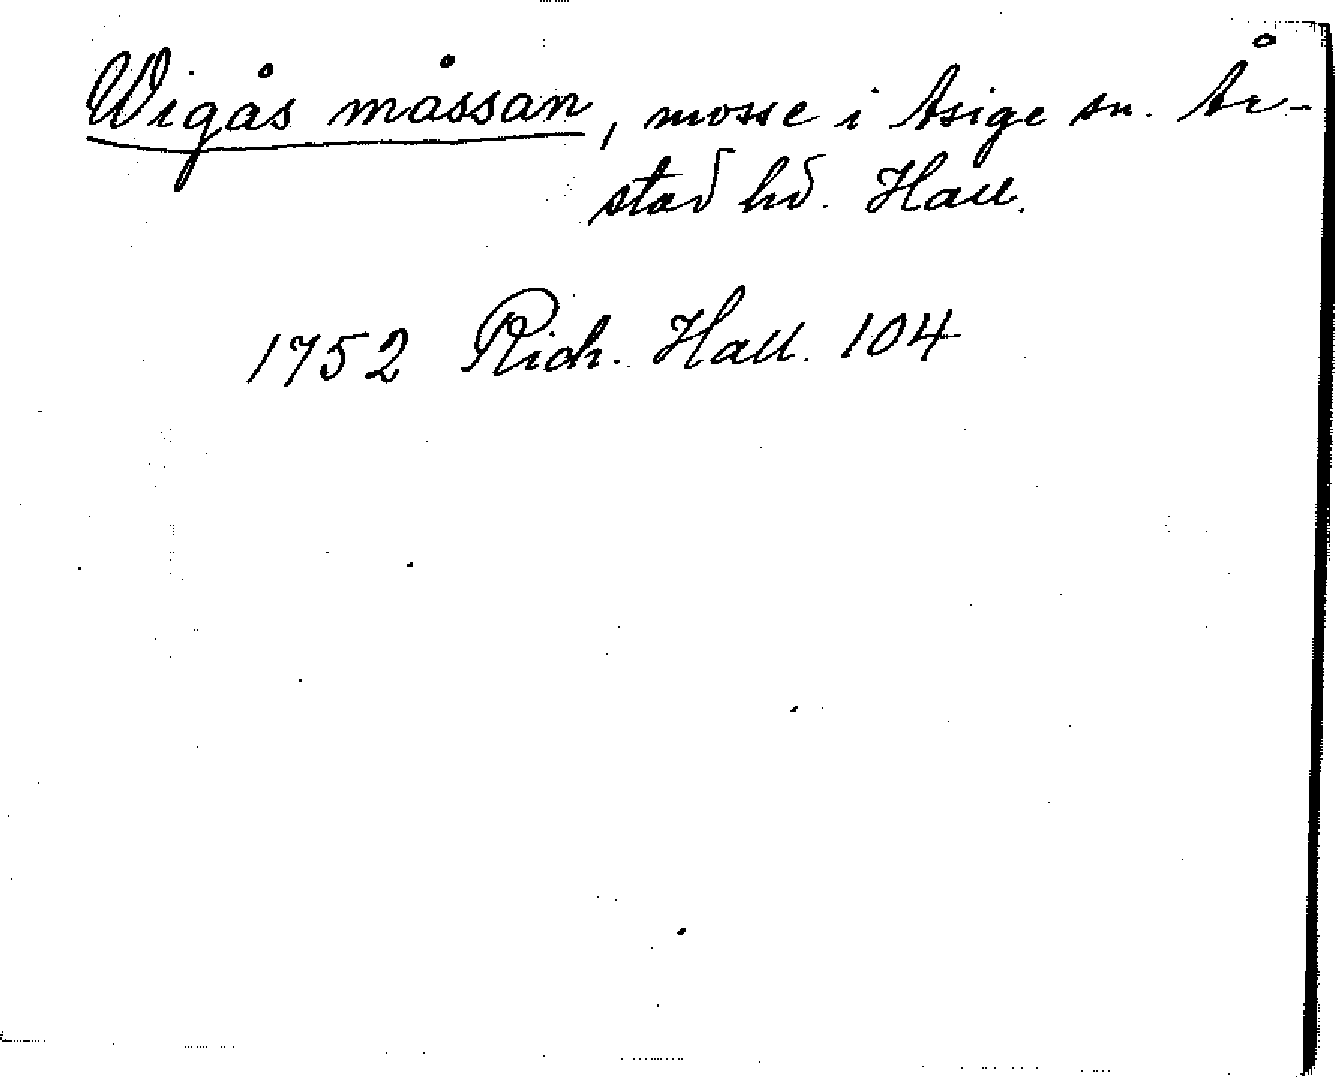 Wigås måssan, mosse i Asige sn. År-
stad hd. Hall.
1752 Rich. Hall. 104